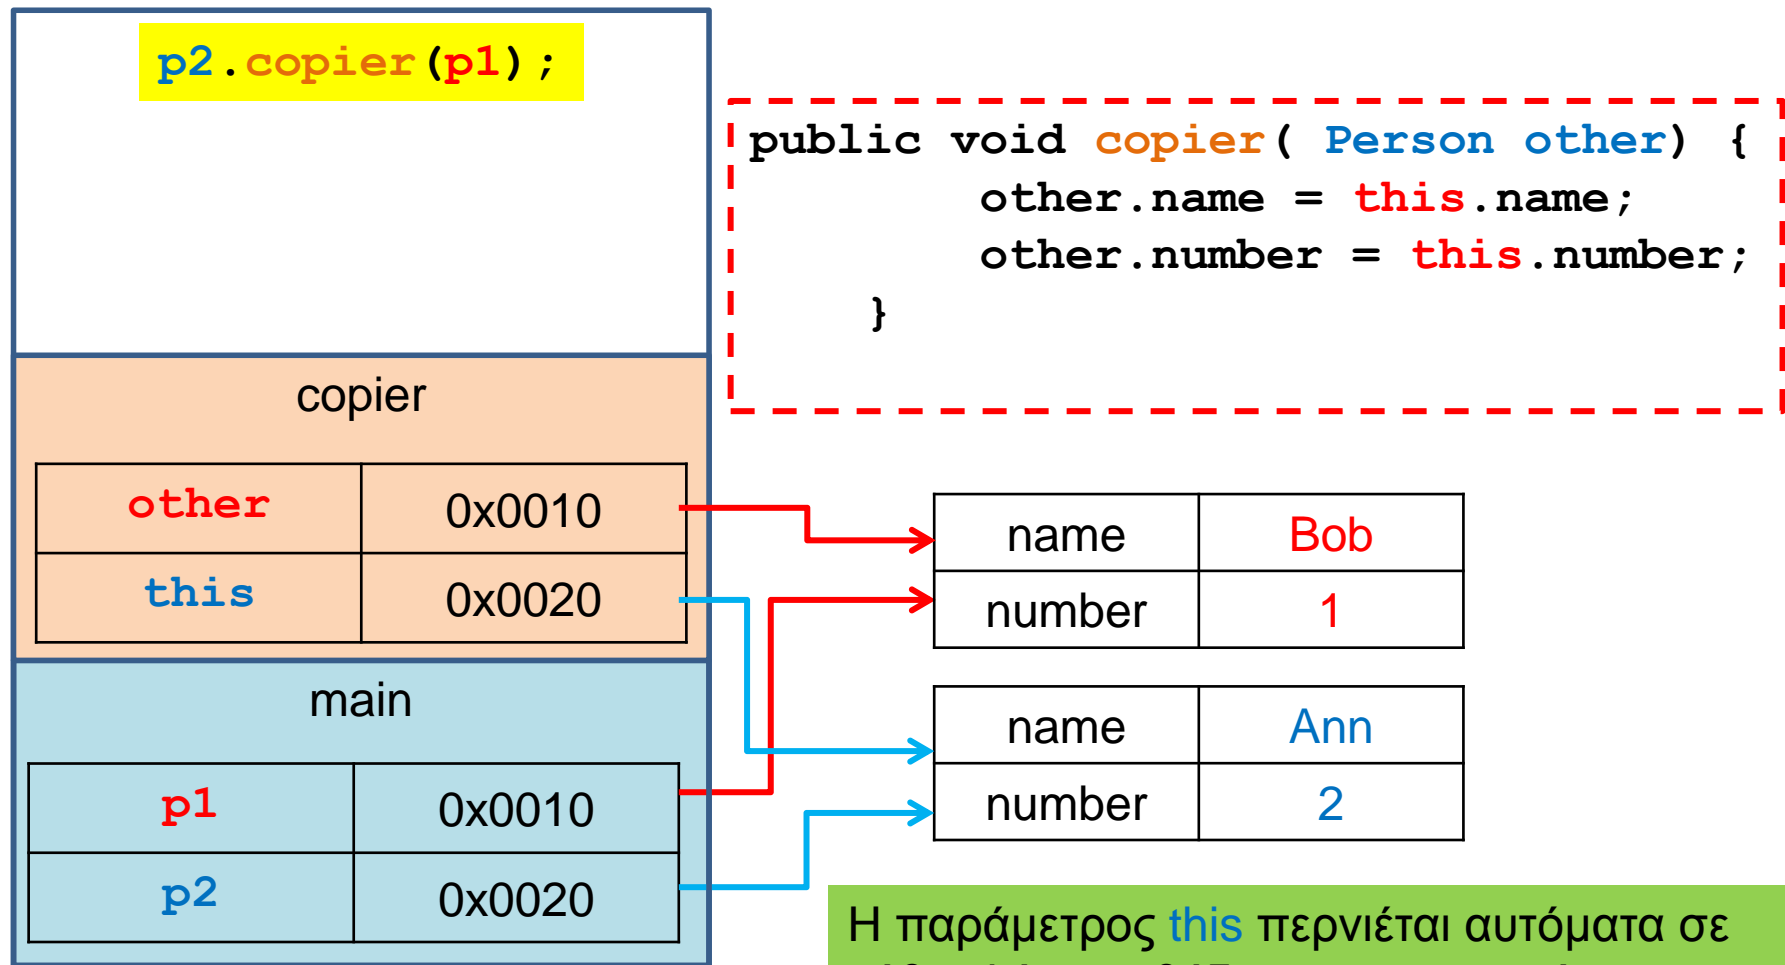 p2.copier(p1);
public void copier( Person other) {
other.name = this.name;
other.number = this.number;
}
copier
other 0x0010
this 0x0020
main
p1 0x0010
p2 0x0020
name Bob
number 1
name Ann
number 2
Η παράμετρος this περνιέται αυτόματα σε